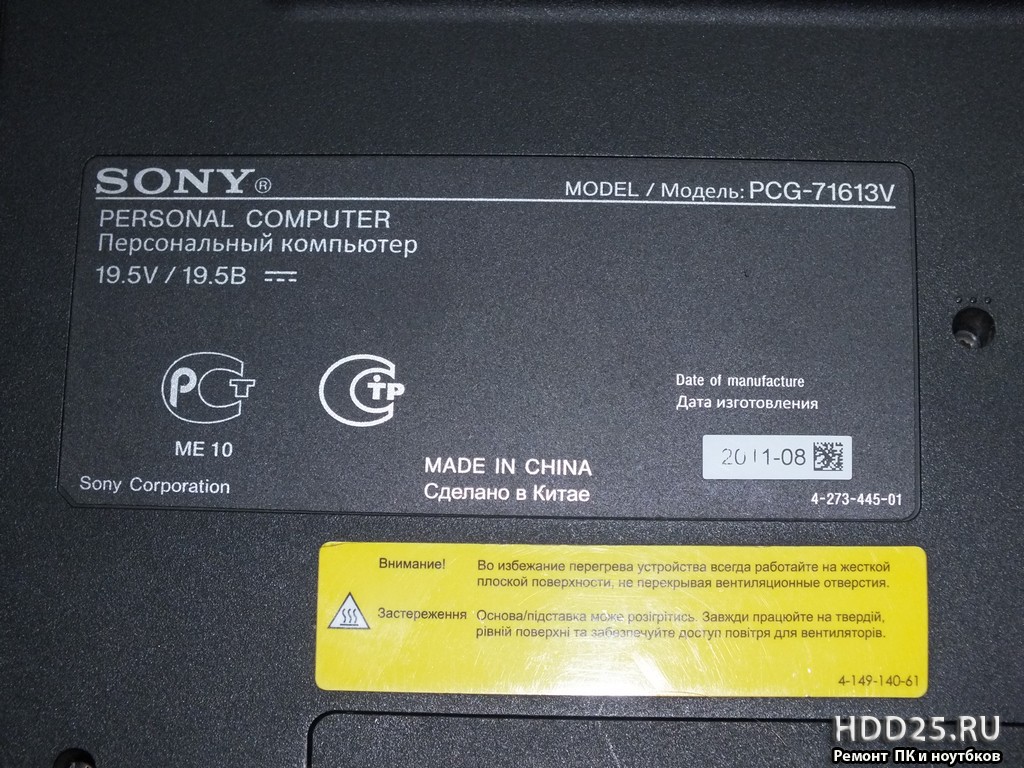 SONY®
MODEL / Модель: PCG-71613V
PERSONAL COMPUTER
Персональный компьютер
19.5V / 19.5В
РСТ
СТР
ME 10
Sony Corporation
MADE IN CHINA
Сделано в Китае
Date of manufacture
Дата изготовления
2011-08
4-273-445-01
Внимание!
Во избежание перегрева устройства всегда работайте на жесткой
плоской поверхности, не перекрывая вентиляционные отверстия.
Застереження
Основа/підставка може розігрітись. Завжди працюйте на твердій,
рівній поверхні та забезпечуйте доступ повітря для вентиляторів.
4-149-140-61
HDD25.RU
Ремонт ПК и ноутбков